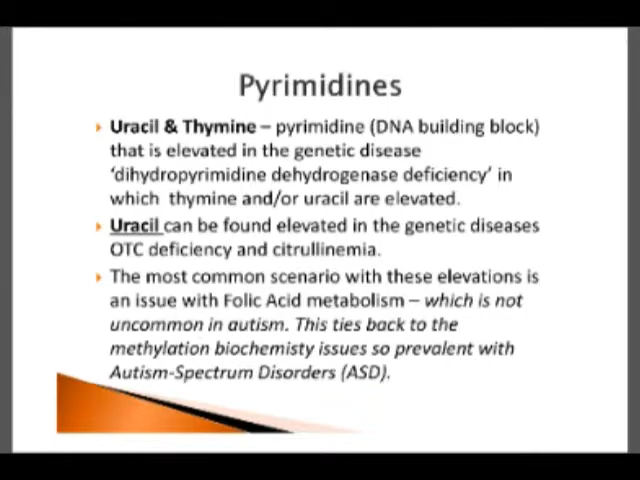 Pyrimidines
Uracil & Thymine – pyrimidine (DNA building block)
that is elevated in the genetic disease
‘dihydropyrimidine dehydrogenase deficiency’ in
which thymine and/or uracil are elevated.
Uracil can be found elevated in the genetic diseases
OTC deficiency and citrullinemia.
The most common scenario with these elevations is
an issue with Folic Acid metabolism – which is not
uncommon in autism. This ties back to the
methylation biochemisty issues so prevalent with
Autism-Spectrum Disorders (ASD).